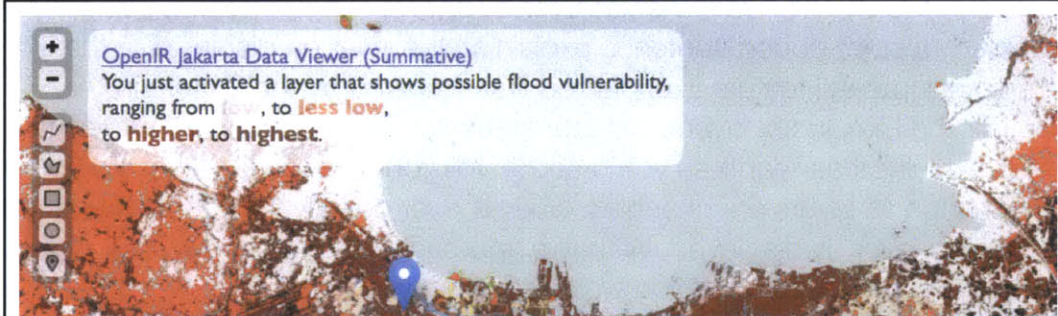 OpenIR Jakarta Data Viewer (Summative)
You just activated a layer that shows possible flood vulnerability,
ranging from low, to less low,
to higher, to highest.